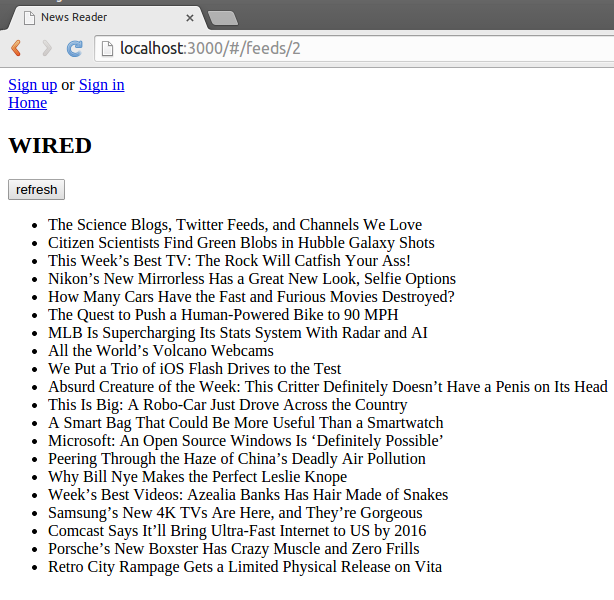 News Reader
localhost:3000/#/feeds/2
Sign up or Sign in
Home
WIRED
refresh
The Science Blogs, Twitter Feeds, and Channels We Love
Citizen Scientists Find Green Blobs in Hubble Galaxy Shots
This Week’s Best TV: The Rock Will Catfish Your Ass!
Nikon’s New Mirrorless Has a Great New Look, Selfie Options
How Many Cars Have the Fast and Furious Movies Destroyed?
The Quest to Push a Human-Powered Bike to 90 MPH
MLB Is Supercharging Its Stats System With Radar and AI
All the World’s Volcano Webcams
We Put a Trio of iOS Flash Drives to the Test
Absurd Creature of the Week: This Critter Definitely Doesn’t Have a Penis on Its Head
This Is Big: A Robo-Car Just Drove Across the Country
A Smart Bag That Could Be More Useful Than a Smartwatch
Microsoft: An Open Source Windows Is ‘Definitely Possible’
Peering Through the Haze of China’s Deadly Air Pollution
Why Bill Nye Makes the Perfect Leslie Knope
Week’s Best Videos: Azealia Banks Has Hair Made of Snakes
Samsung’s New 4K TVs Are Here, and They’re Gorgeous
Comcast Says It’ll Bring Ultra-Fast Internet to US by 2016
Porsche’s New Boxster Has Crazy Muscle and Zero Frills
Retro City Rampage Gets a Limited Physical Release on Vita